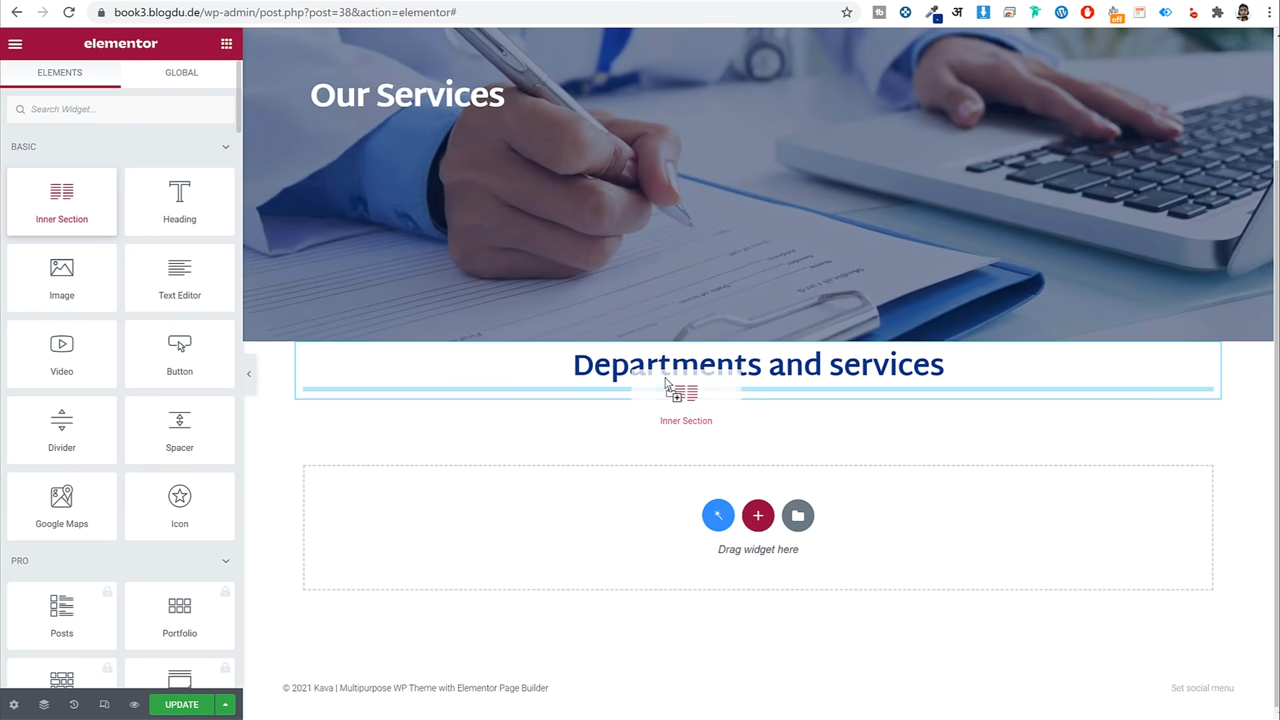 book3.blogdu.de/wp-admin/post.php?post=38&action=elementor#
off
elementor
ELEMENTS
GLOBAL
Search Widget...
BASIC
Inner Section
Heading
Image
Text Editor
Video
Button
Divider
Spacer
Google Maps
Icon
PRO
Posts
Portfolio
UPDATE
Our Services
Departments and services
Inner Section
Drag widget here
© 2021 Kava | Multipurpose WP Theme with Elementor Page Builder
Set social menu